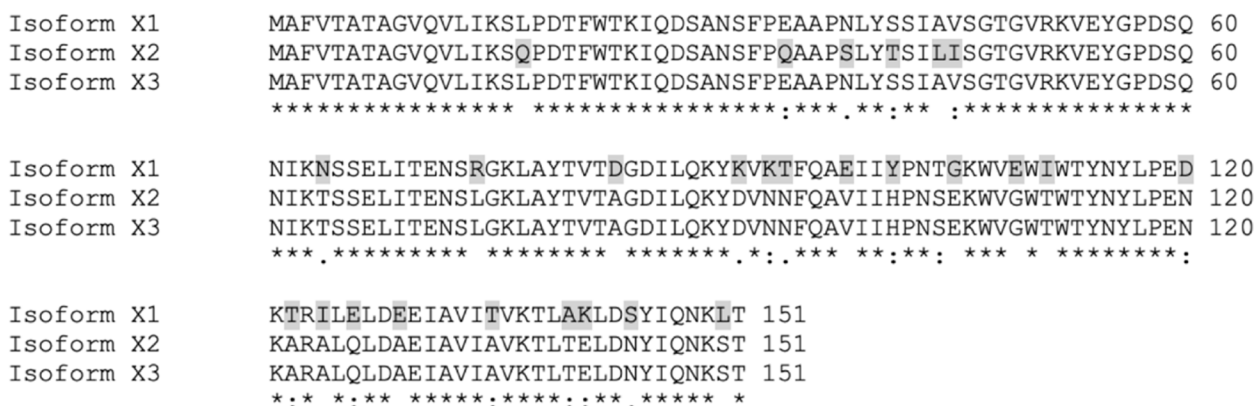 Isoform X1 MAFVTATAGVQVLIKSLPDTFWTKIQDSANSFPEAAPNLYSSIAVSGTGVRKVEYGPDSQ 60
Isoform X2 MAFVTATAGVQVLIKSQPDTFWTKIQDSANSFPQAAPSLYTSILISGTGVRKVEYGPDSQ 60
Isoform X3 MAFVTATAGVQVLIKSLPDTFWTKIQDSANSFPEAAPNLYSSIAVSGTGVRKVEYGPDSQ 60
**************** ****************:***.**:** :***************
Isoform X1 NIKNSSELITENSRGKLAYTVTDGDILQKYKVKTFQAEIIYPNTGKWVEWIWTYNYLPED 120
Isoform X2 NIKTSSELITENSLGKLAYTVTAGDILQKYDVNNFQAVIIHPNSEKWVGWTWTYNYLPEN 120
Isoform X3 NIKTSSELITENSLGKLAYTVTAGDILQKYDVNNFQAVIIHPNSEKWVGWTWTYNYLPEN 120
***.********* ******** *******.*:.*** **:**: *** * ********:
Isoform X1 KTRILELDEEIAVITVKTLAKLDSYIQNKLT 151
Isoform X2 KARALQLDAEIAVIAVKTLTELDNYIQNKST 151
Isoform X3 KARALQLDAEIAVIAVKTLTELDNYIQNKST 151
*:* *:** *****:****::**.***** *